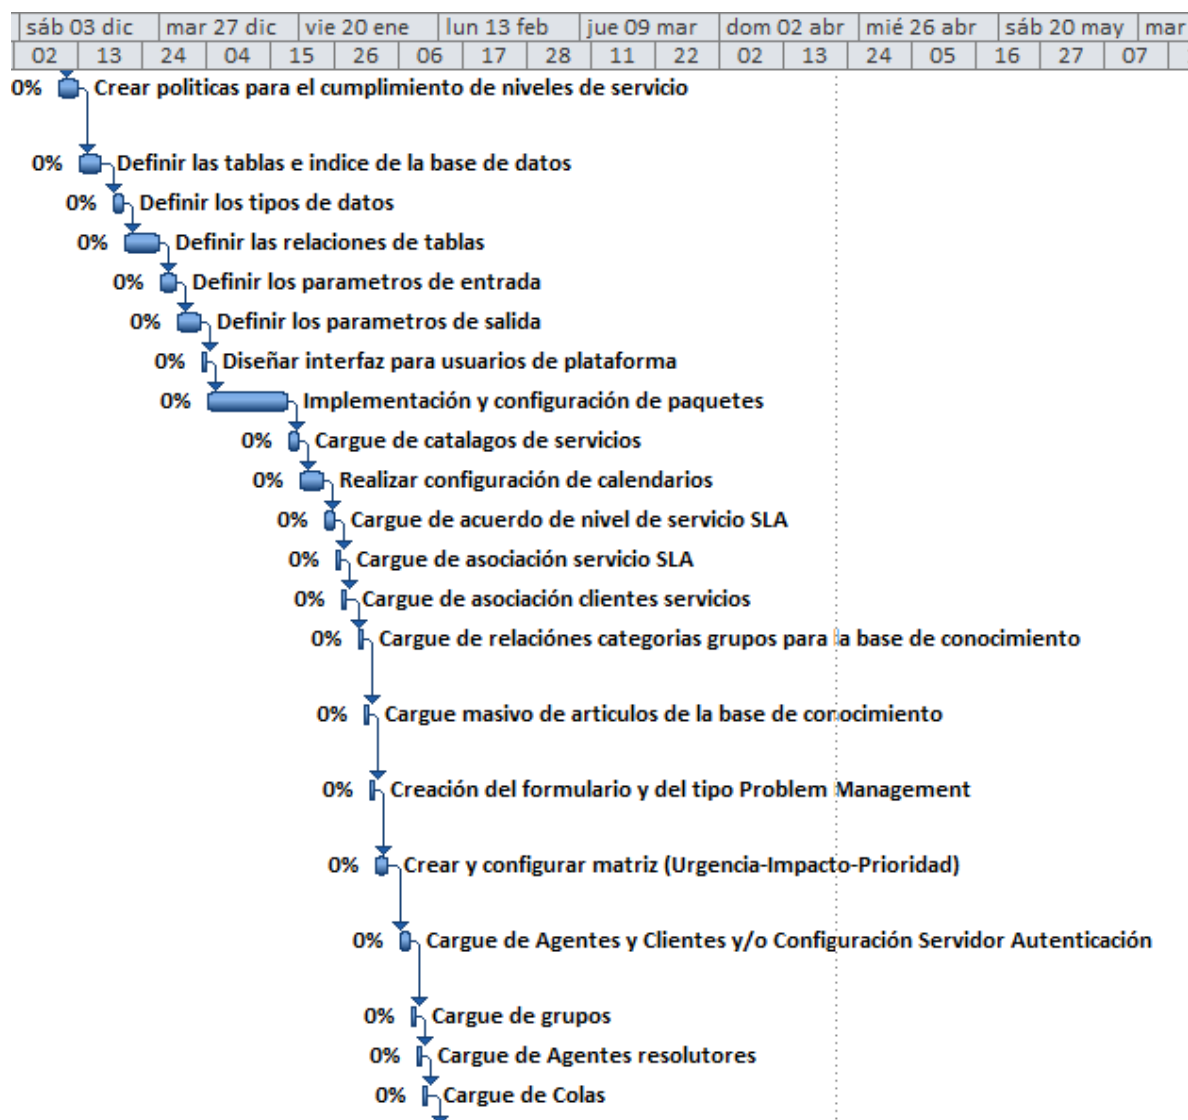 sáb 03 dic mar 27 dic vie 20 ene lun 13 feb jue 09 mar dom 02 abr mié 26 abr sáb 20 may mar
02 13 24 04 15 26 06 17 28 11 22 02 13 24 05 16 27 07
0% Crear politicas para el cumplimiento de niveles de servicio
0% Definir las tablas e indice de la base de datos
0% Definir los tipos de datos
0% Definir las relaciones de tablas
0% Definir los parametros de entrada
0% Definir los parametros de salida
0% Diseñar interfaz para usuarios de plataforma
0% Implementación y configuración de paquetes
0% Cargue de catalagos de servicios
0% Realizar configuración de calendarios
0% Cargue de acuerdo de nivel de servicio SLA
0% Cargue de asociación servicio SLA
0% Cargue de asociación clientes servicios
0% Cargue de relaciónes categorias grupos para la base de conocimiento
0% Cargue masivo de articulos de la base de conocimiento
0% Creación del formulario y del tipo Problem Management
0% Crear y configurar matriz (Urgencia-Impacto-Prioridad)
0% Cargue de Agentes y Clientes y/o Configuración Servidor Autenticación
0% Cargue de grupos
0% Cargue de Agentes resolutores
0% Cargue de Colas